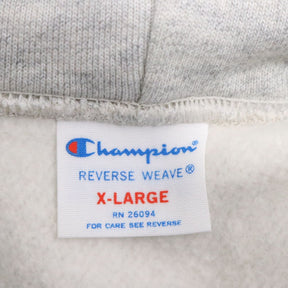 Champion®
REVERSE WEAVE®
X-LARGE
RN 26094
FOR CARE SEE REVERSE